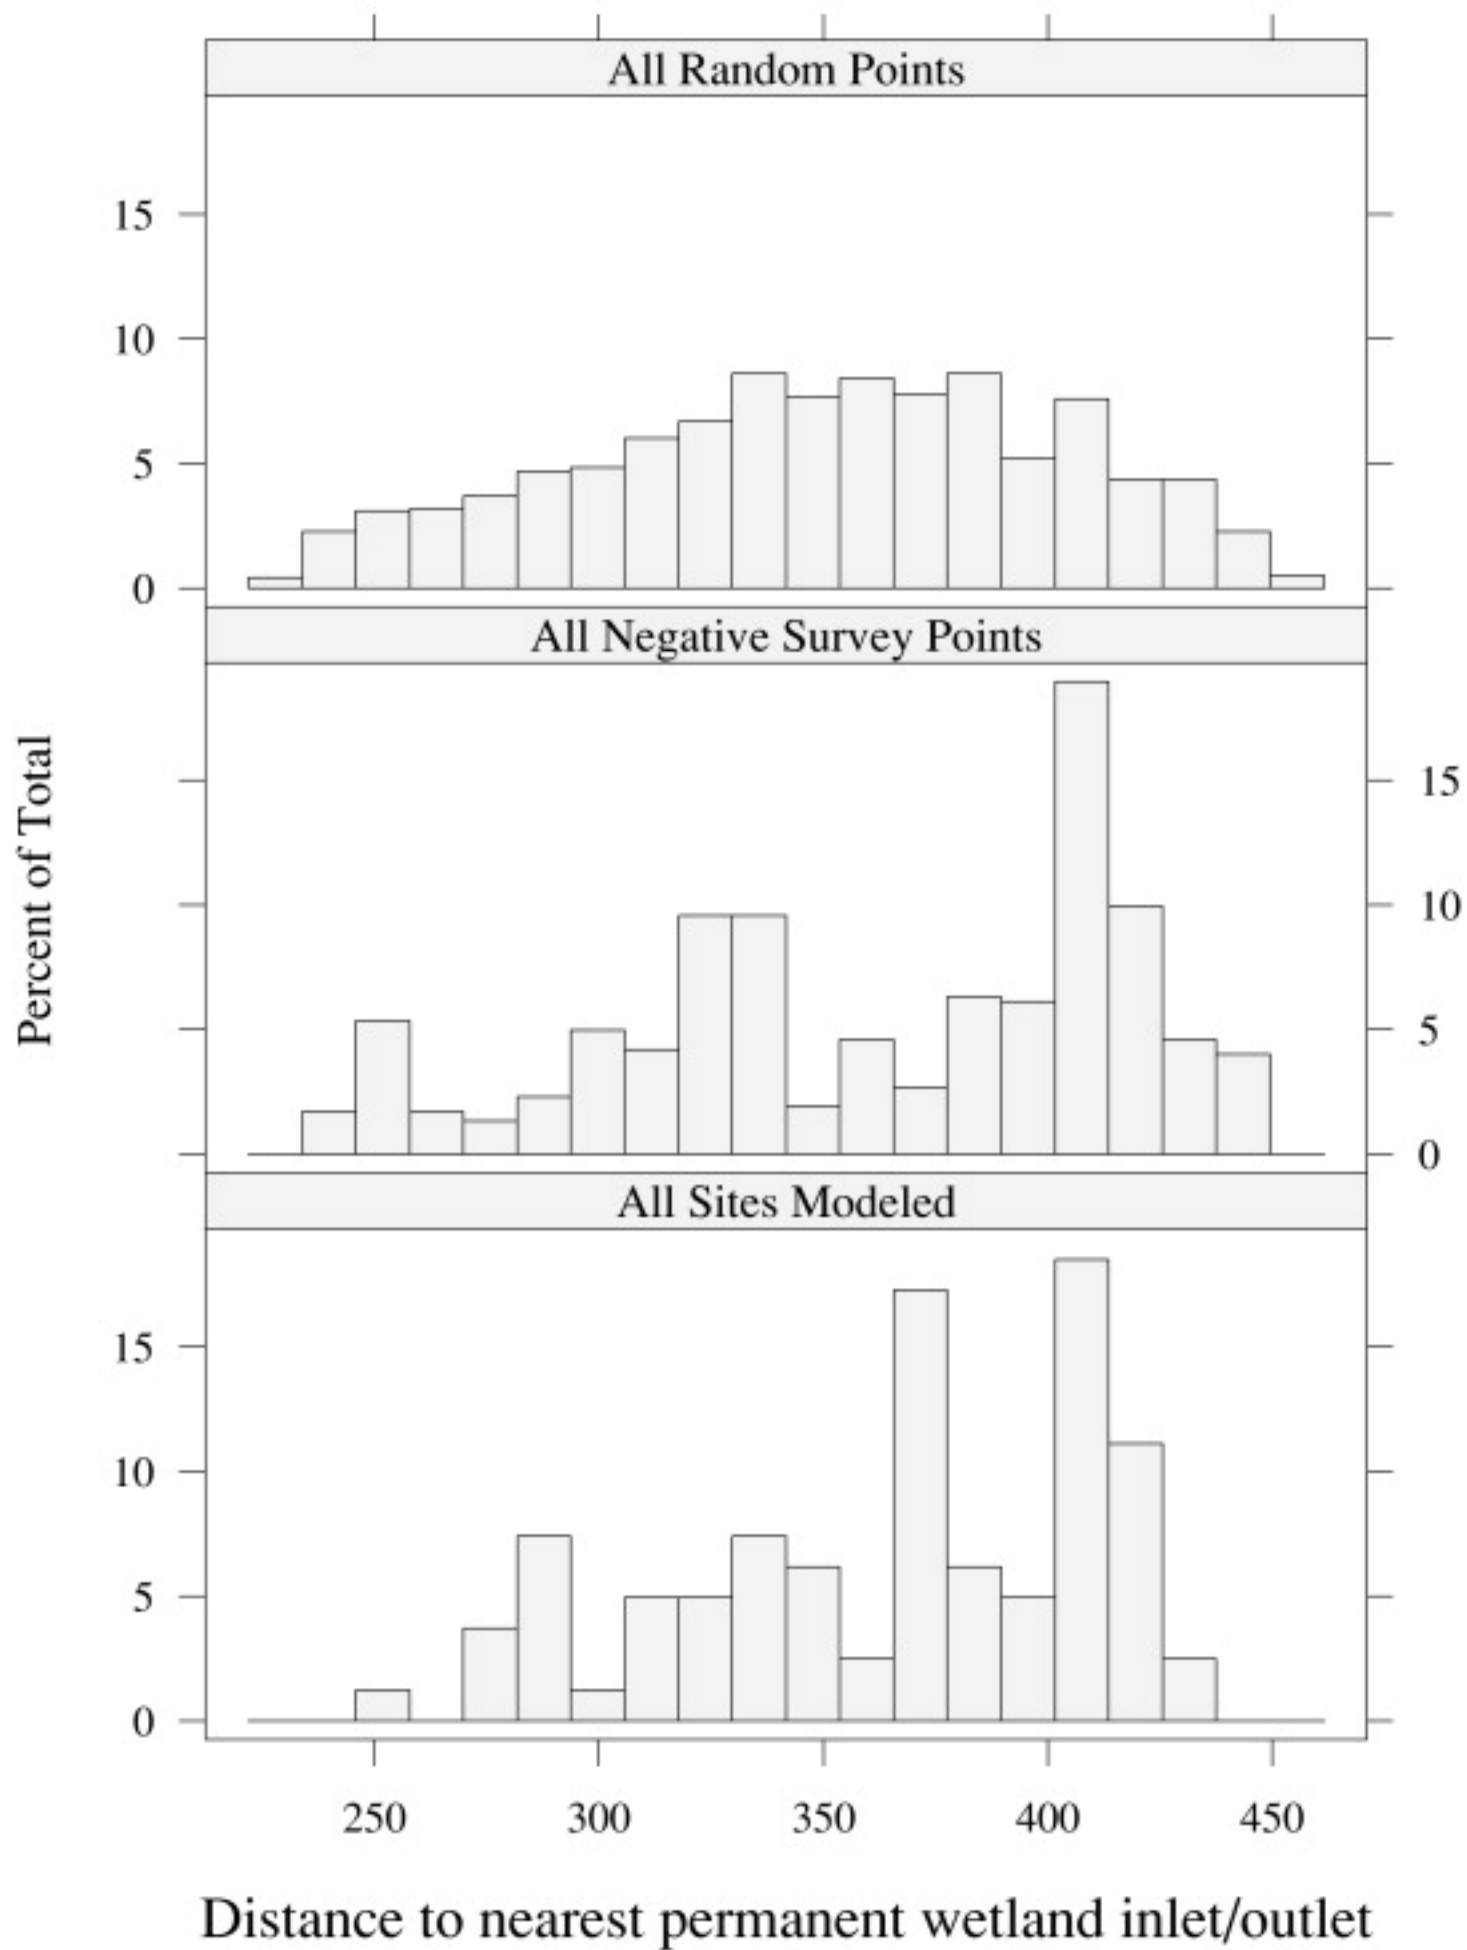 All Random Points
15
10
5
0
All Negative Survey Points
15
10
5
0
Percent of Total
All Sites Modeled
15
10
5
0
250 300 350 400 450
Distance to nearest permanent wetland inlet/outlet